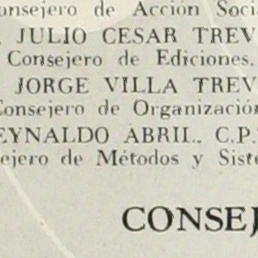 onsejero de Acción Soci
JULIO CESAR TREV
Consejero de Ediciones.
JORGE VILLA TREV
Consejero de Organización
EYNALDO ABRIL. C.P.T
ejero de Métodos y Siste
CONSEJ